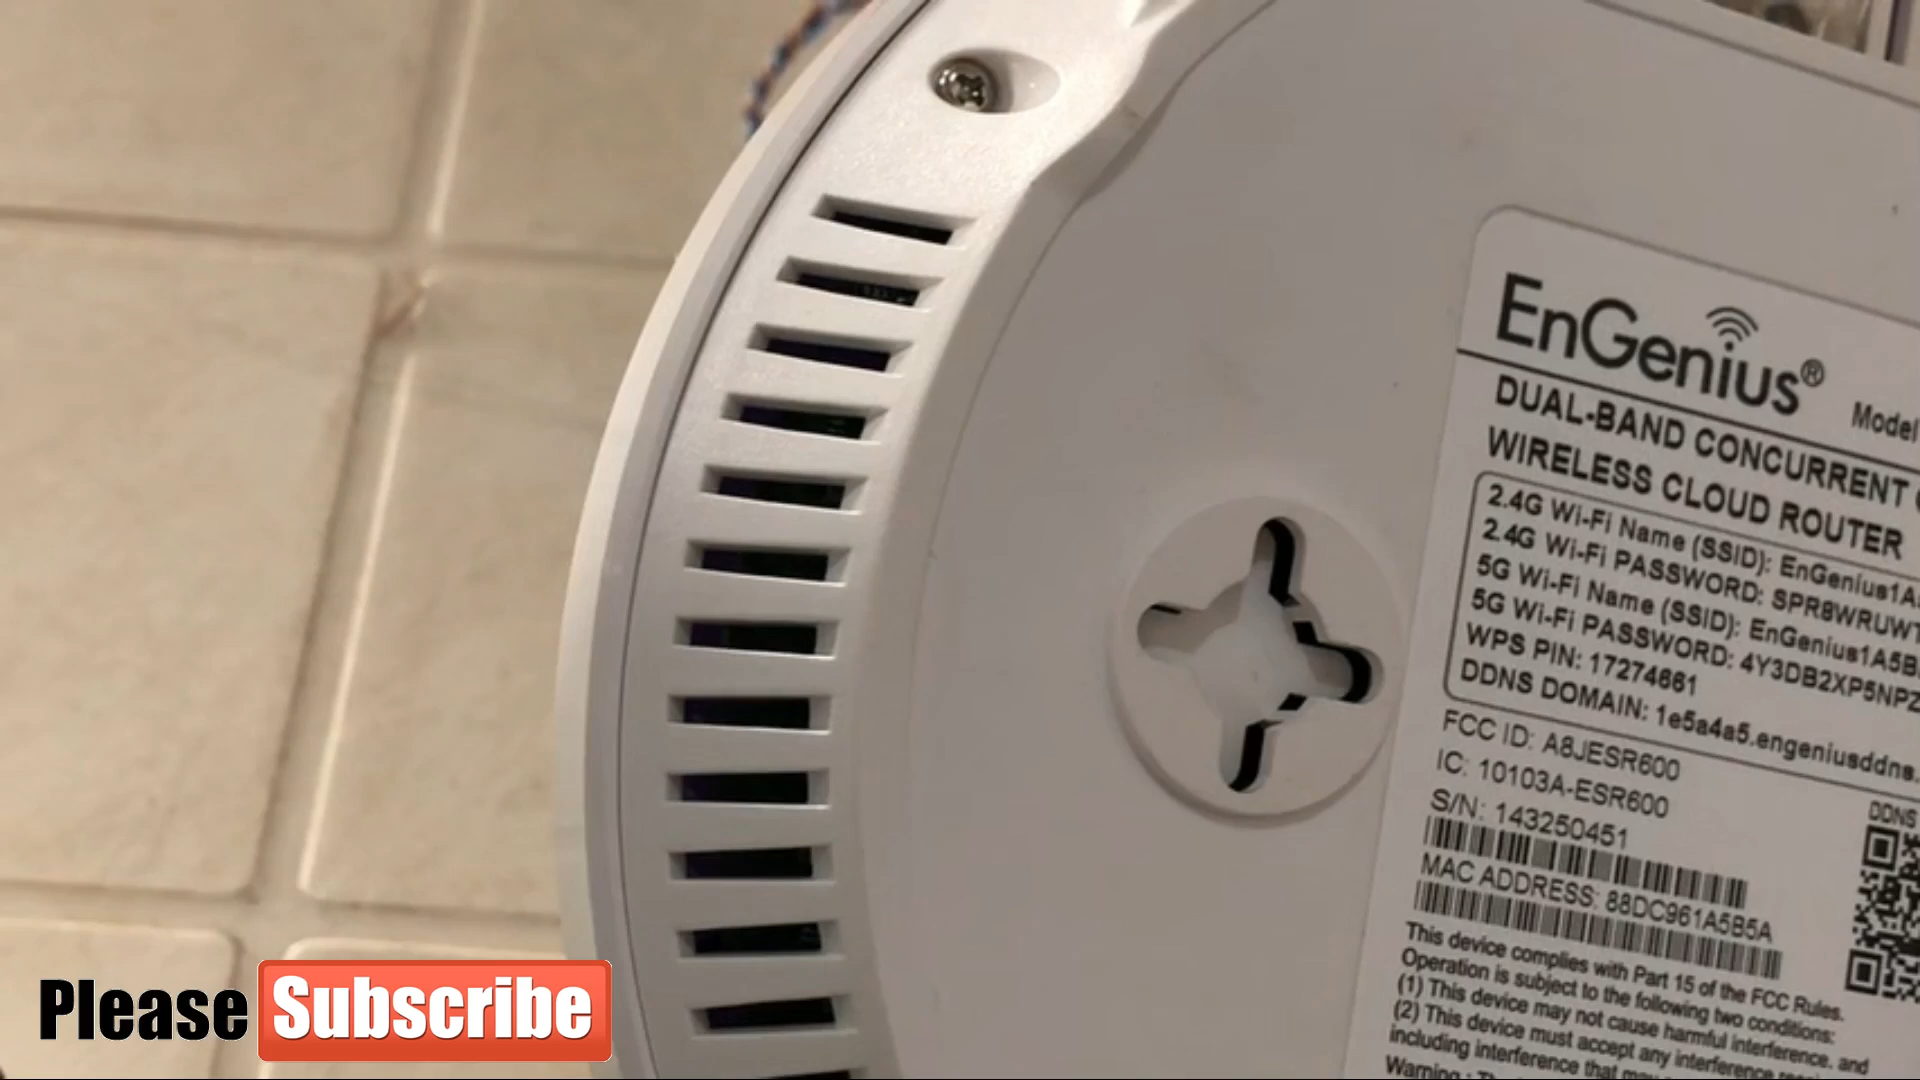 EnGenius®
Model
DUAL-BAND CONCURRENT
WIRELESS CLOUD ROUTER
2.4G Wi-Fi Name (SSID): EnGenius1A
2.4G Wi-Fi PASSWORD: SPR8WRUW
5G Wi-Fi Name (SSID): EnGenius1A5B
5G Wi-Fi PASSWORD: 4Y3DB2XP5NPZ
WPS PIN: 17274661
DDNS DOMAIN: 1e5a4a5.engeniusddns.
FCC ID: A8JESR600
IC: 10103A-ESR600
S/N: 143250451
DDNS
MAC ADDRESS: 88DC961A5B5A
This device complies with Part 15 of the FCC Rules.
Operation is subject to the following two conditions:
(1) This device may not cause harmful interference, and
(2) This device must accept any interference
including interference that may
Warning :
Please Subscribe